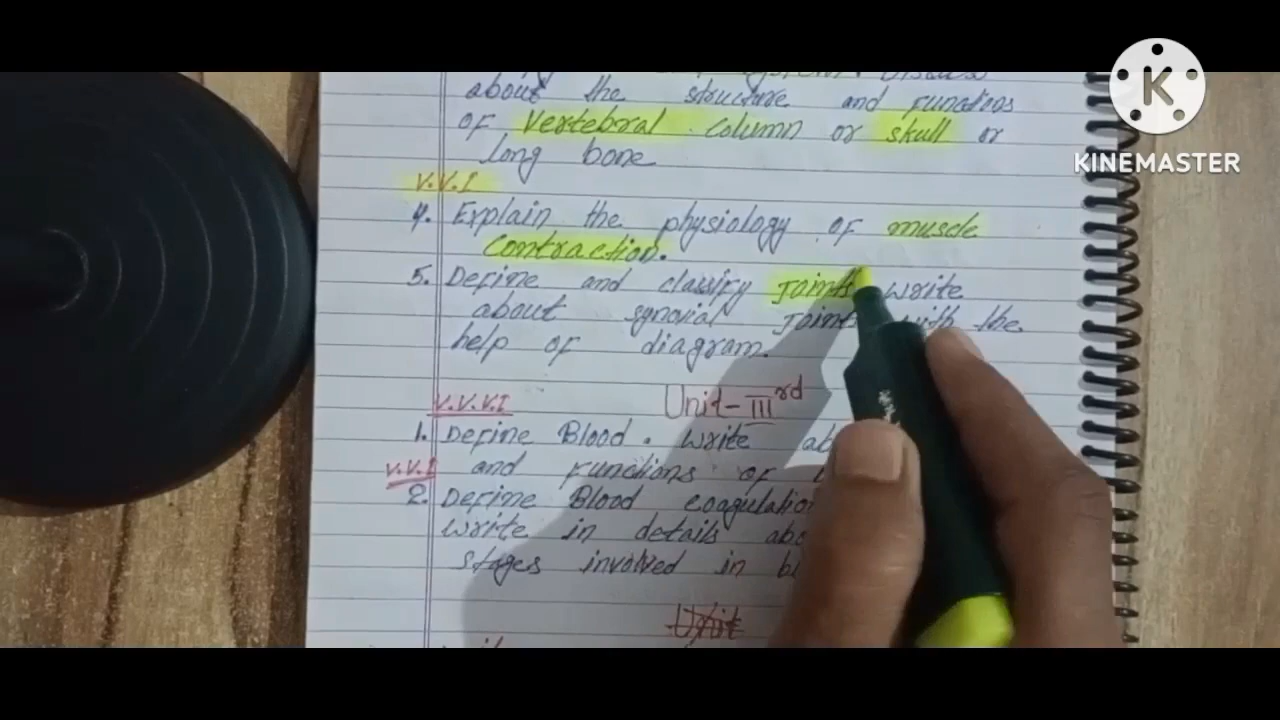 about the structure and functions
of vertebral column or skull or
long bone
V.V.I
4. Explain the physiology of muscle
contraction.
5. Define and classify Joints write
about synovial Joints with the
help of diagram.
Unit-IIIrd
V.V.V.I
1. Define Blood. write
and functions of
V.V.I
2. Define Blood coagulation
write in details
stages involved in
Unit
K
KINEMASTER